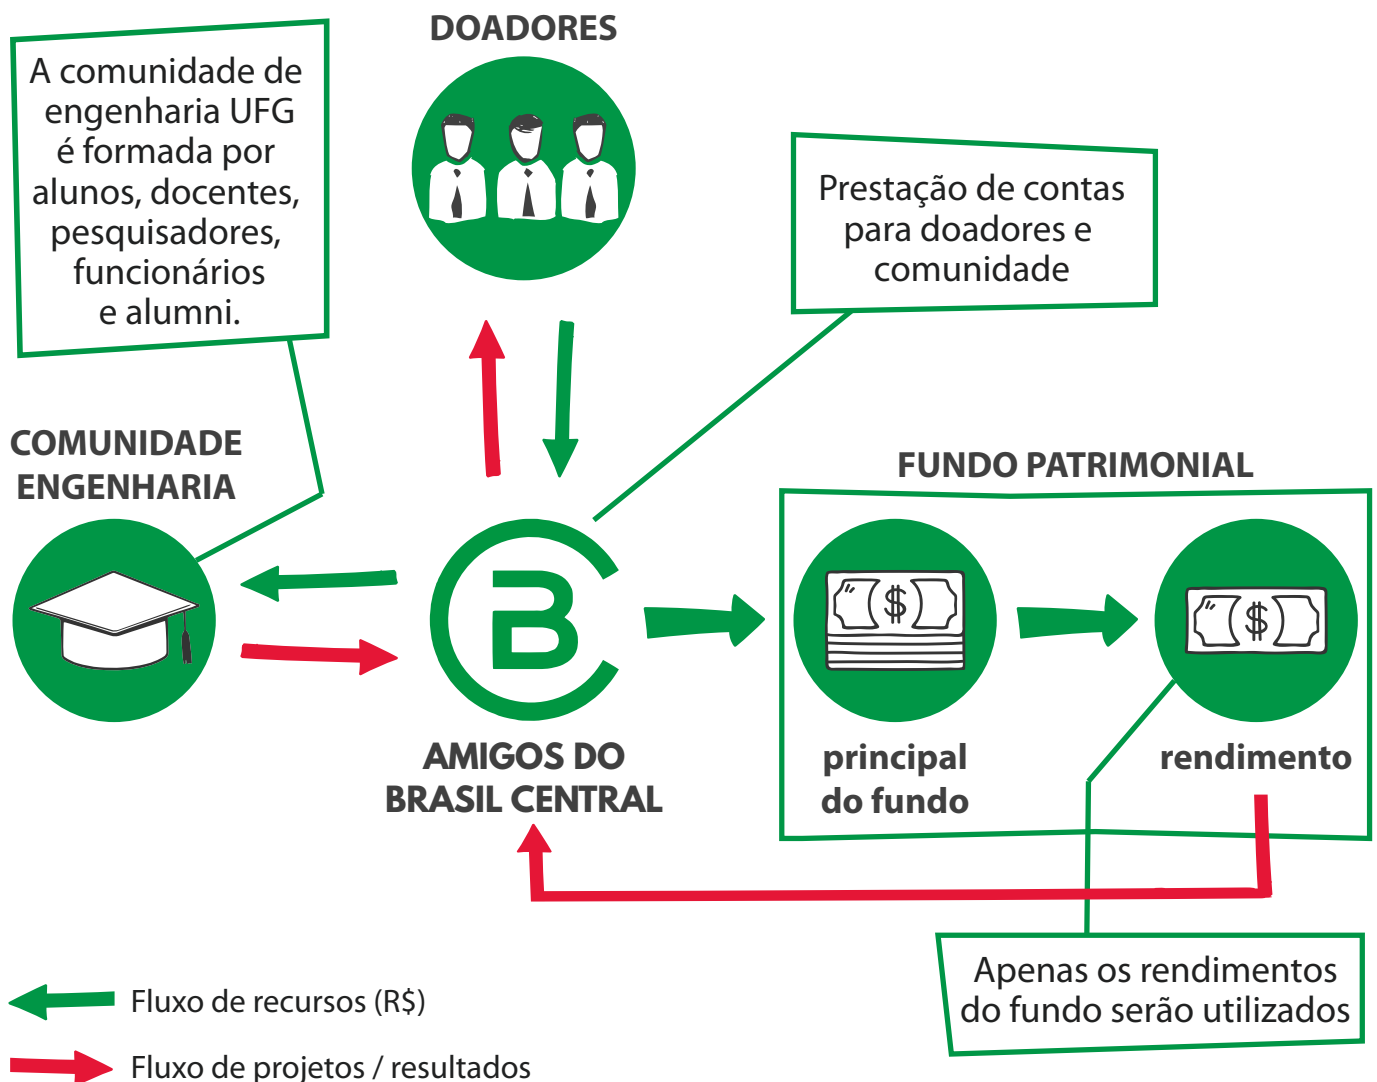 DOADORES
A comunidade de
engenharia UFG
é formada por
alunos, docentes,
pesquisadores,
funcionários
e alumni.
Prestação de contas
para doadores e
comunidade
COMUNIDADE
ENGENHARIA
FUNDO PATRIMONIAL
$
$
B
AMIGOS DO
BRASIL CENTRAL
principal
do fundo
rendimento
Apenas os rendimentos
do fundo serão utilizados
Fluxo de recursos (R$)
Fluxo de projetos / resultados